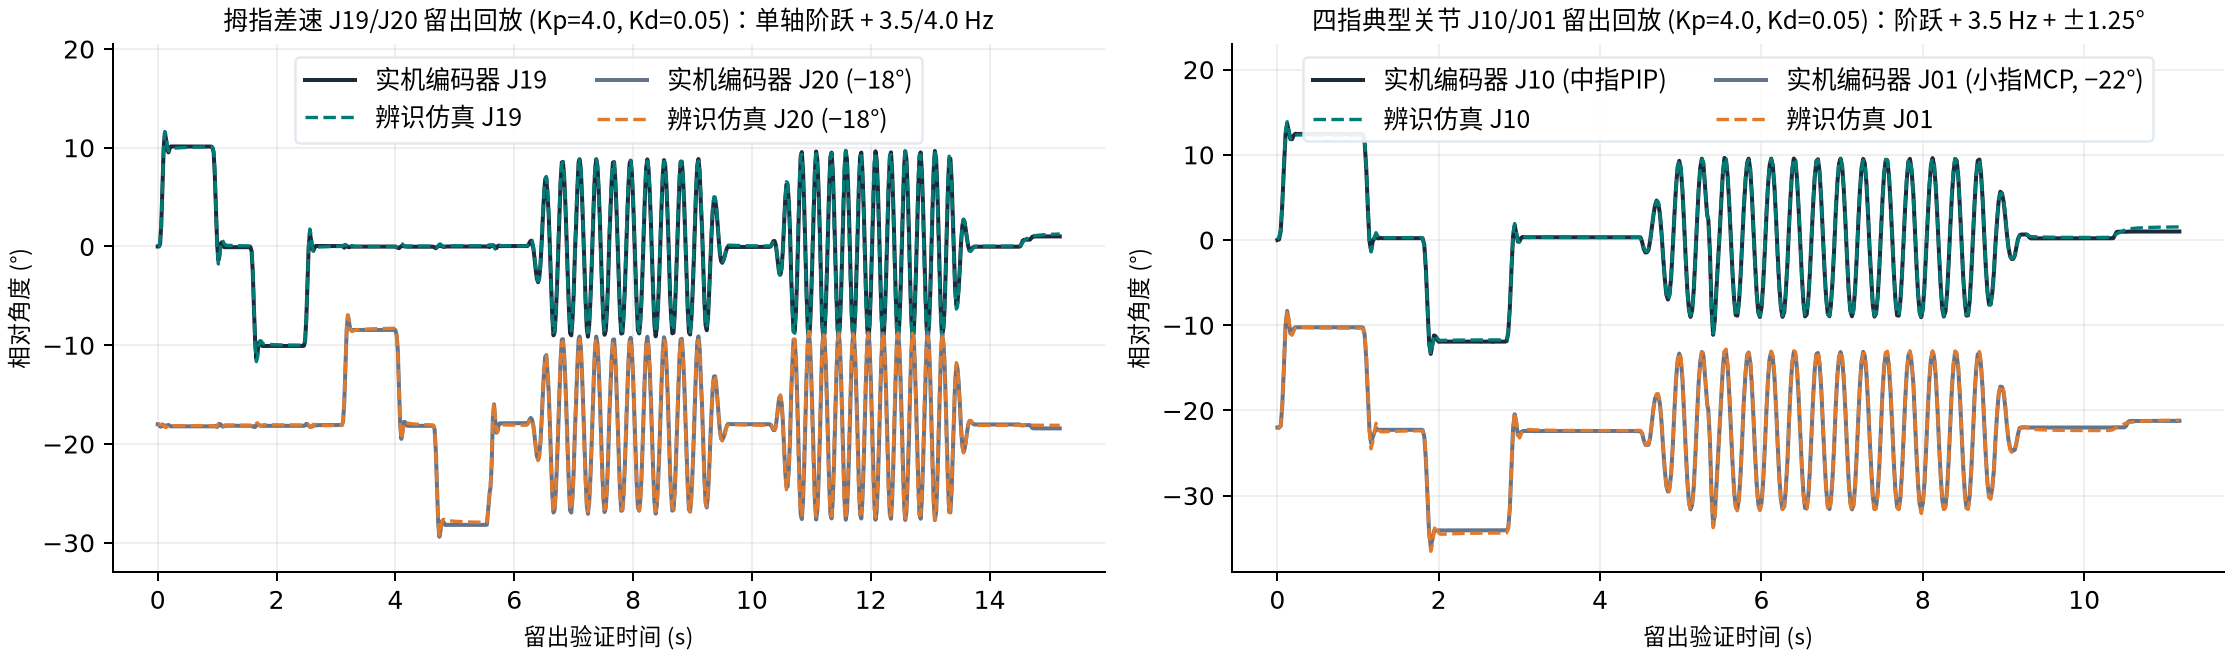 拇指差速 J19/J20 留出回放 (Kp=4.0, Kd=0.05)：单轴阶跃 + 3.5/4.0 Hz
实机编码器 J19
实机编码器 J20 (−18°)
辨识仿真 J19
辨识仿真 J20 (−18°)
相对角度 (°)
20
10
0
−10
−20
−30
0
2
4
6
8
10
12
14
留出验证时间 (s)
四指典型关节 J10/J01 留出回放 (Kp=4.0, Kd=0.05)：阶跃 + 3.5 Hz + ±1.25°
实机编码器 J10 (中指PIP)
实机编码器 J01 (小指MCP, −22°)
辨识仿真 J10
辨识仿真 J01
相对角度 (°)
20
10
0
−10
−20
−30
0
2
4
6
8
10
留出验证时间 (s)